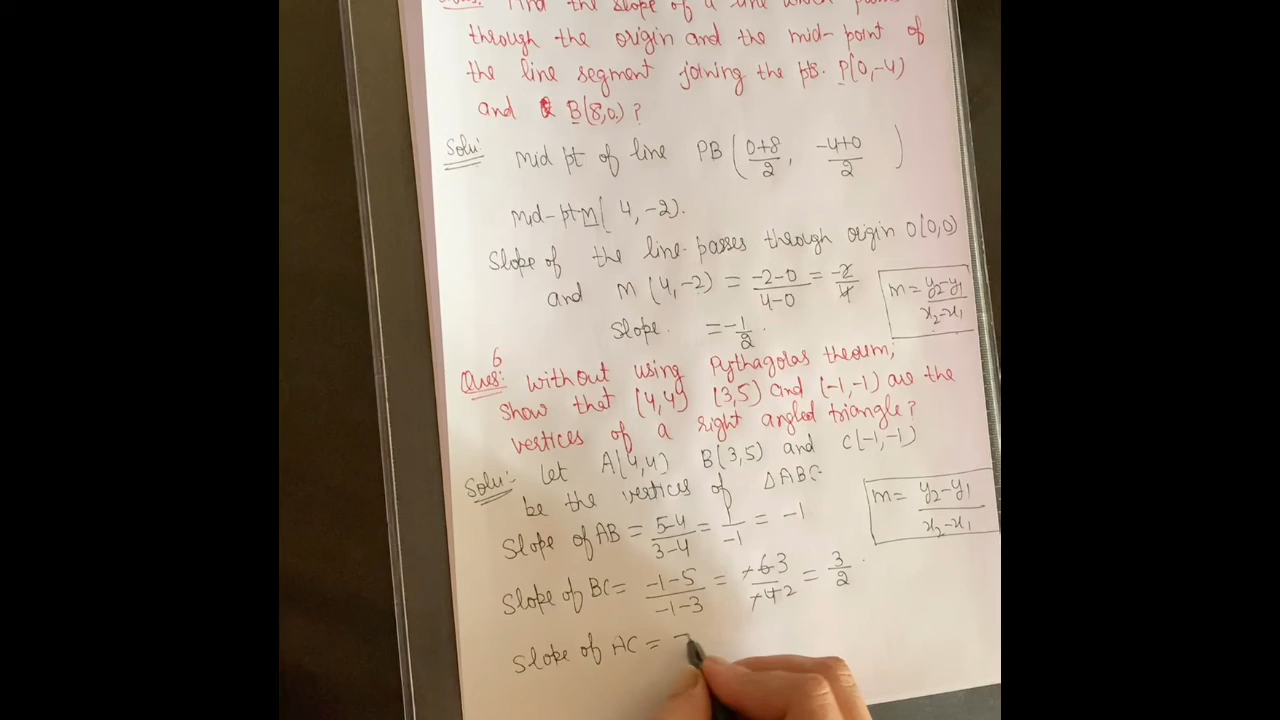 through the origin and the mid-point of
the line segment joining the pts. P(0,-4)
and B(8,0)?
Solu: Mid pt of line PB (0+8/2, -4+0/2)
Mid-pt M( 4, -2).
Slope of the line passes through origin O(0,0)
and M (4,-2) = -2-0/4-0 = -2/4
m = y2-y1/x2-x1
Slope. = -1/2.
6
Ques: without using Pythagolas theoum;
show that (4,4) (3,5) and (-1,-1) are the
vertices of a right angled triangle?
Solu: Let A(4,4) B(3,5) and C(-1,-1)
be the vertices of ΔABC
m = y2-y1/x2-x1
Slope of AB = 5-4/3-4 = 1/-1 = -1
Slope of BC = -1-5/-1-3 = -6 3/-4 2 = 3/2.
Slope of AC = -